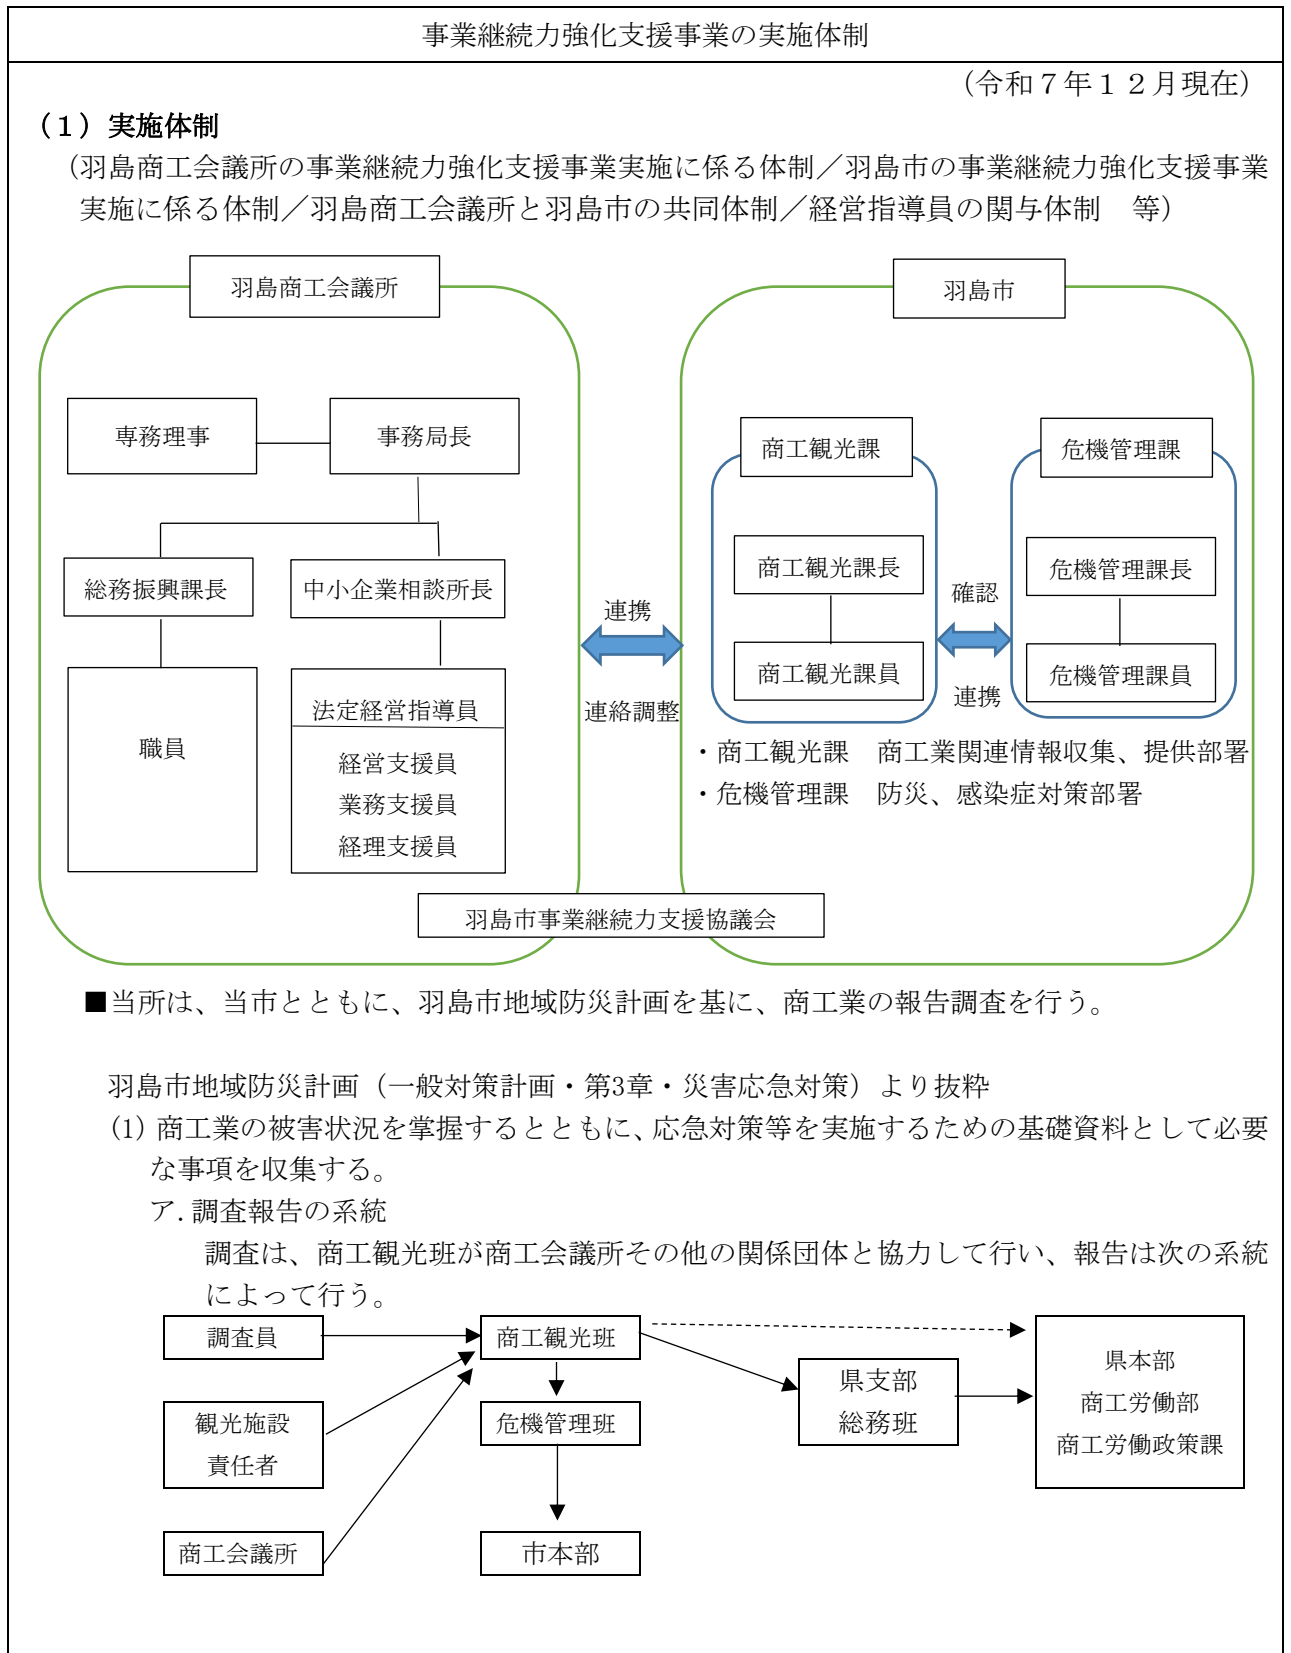 事業継続力強化支援事業の実施体制
（令和７年１２月現在）
（１）実施体制
（羽島商工会議所の事業継続力強化支援事業実施に係る体制／羽島市の事業継続力強化支援事業
実施に係る体制／羽島商工会議所と羽島市の共同体制／経営指導員の関与体制　等）
羽島商工会議所
専務理事
事務局長
総務振興課長
中小企業相談所長
職員
法定経営指導員
経営支援員
業務支援員
経理支援員
連携
連絡調整
羽島市
商工観光課
商工観光課長
商工観光課員
確認
連携
危機管理課
危機管理課長
危機管理課員
・商工観光課　商工業関連情報収集、提供部署
・危機管理課　防災、感染症対策部署
羽島市事業継続力支援協議会
■当所は、当市とともに、羽島市地域防災計画を基に、商工業の報告調査を行う。
羽島市地域防災計画（一般対策計画・第3章・災害応急対策）より抜粋
(1) 商工業の被害状況を掌握するとともに、応急対策等を実施するための基礎資料として必要
な事項を収集する。
ア．調査報告の系統
調査は、商工観光班が商工会議所その他の関係団体と協力して行い、報告は次の系統
によって行う。
調査員
観光施設
責任者
商工会議所
商工観光班
危機管理班
市本部
県支部
総務班
県本部
商工労働部
商工労働政策課